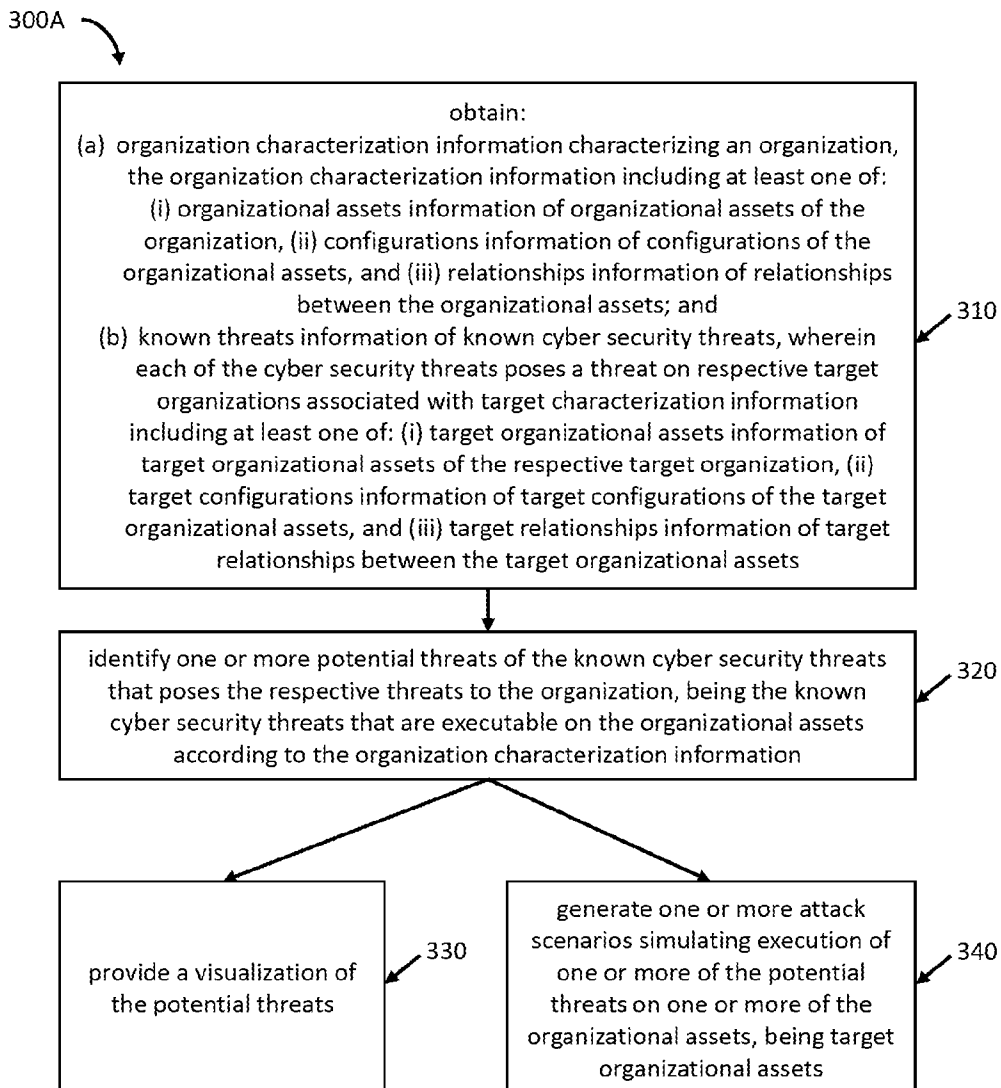 300A
obtain:
(a) organization characterization information characterizing an organization,
the organization characterization information including at least one of:
(i) organizational assets information of organizational assets of the
organization, (ii) configurations information of configurations of the
organizational assets, and (iii) relationships information of relationships
between the organizational assets; and
(b) known threats information of known cyber security threats, wherein
each of the cyber security threats poses a threat on respective target
organizations associated with target characterization information
including at least one of: (i) target organizational assets information of
target organizational assets of the respective target organization, (ii)
target configurations information of target configurations of the target
organizational assets, and (iii) target relationships information of target
relationships between the target organizational assets
310
identify one or more potential threats of the known cyber security threats
that poses the respective threats to the organization, being the known
cyber security threats that are executable on the organizational assets
according to the organization characterization information
320
provide a visualization of
the potential threats
330
generate one or more attack
scenarios simulating execution of
one or more of the potential
threats on one or more of the
organizational assets, being target
organizational assets
340